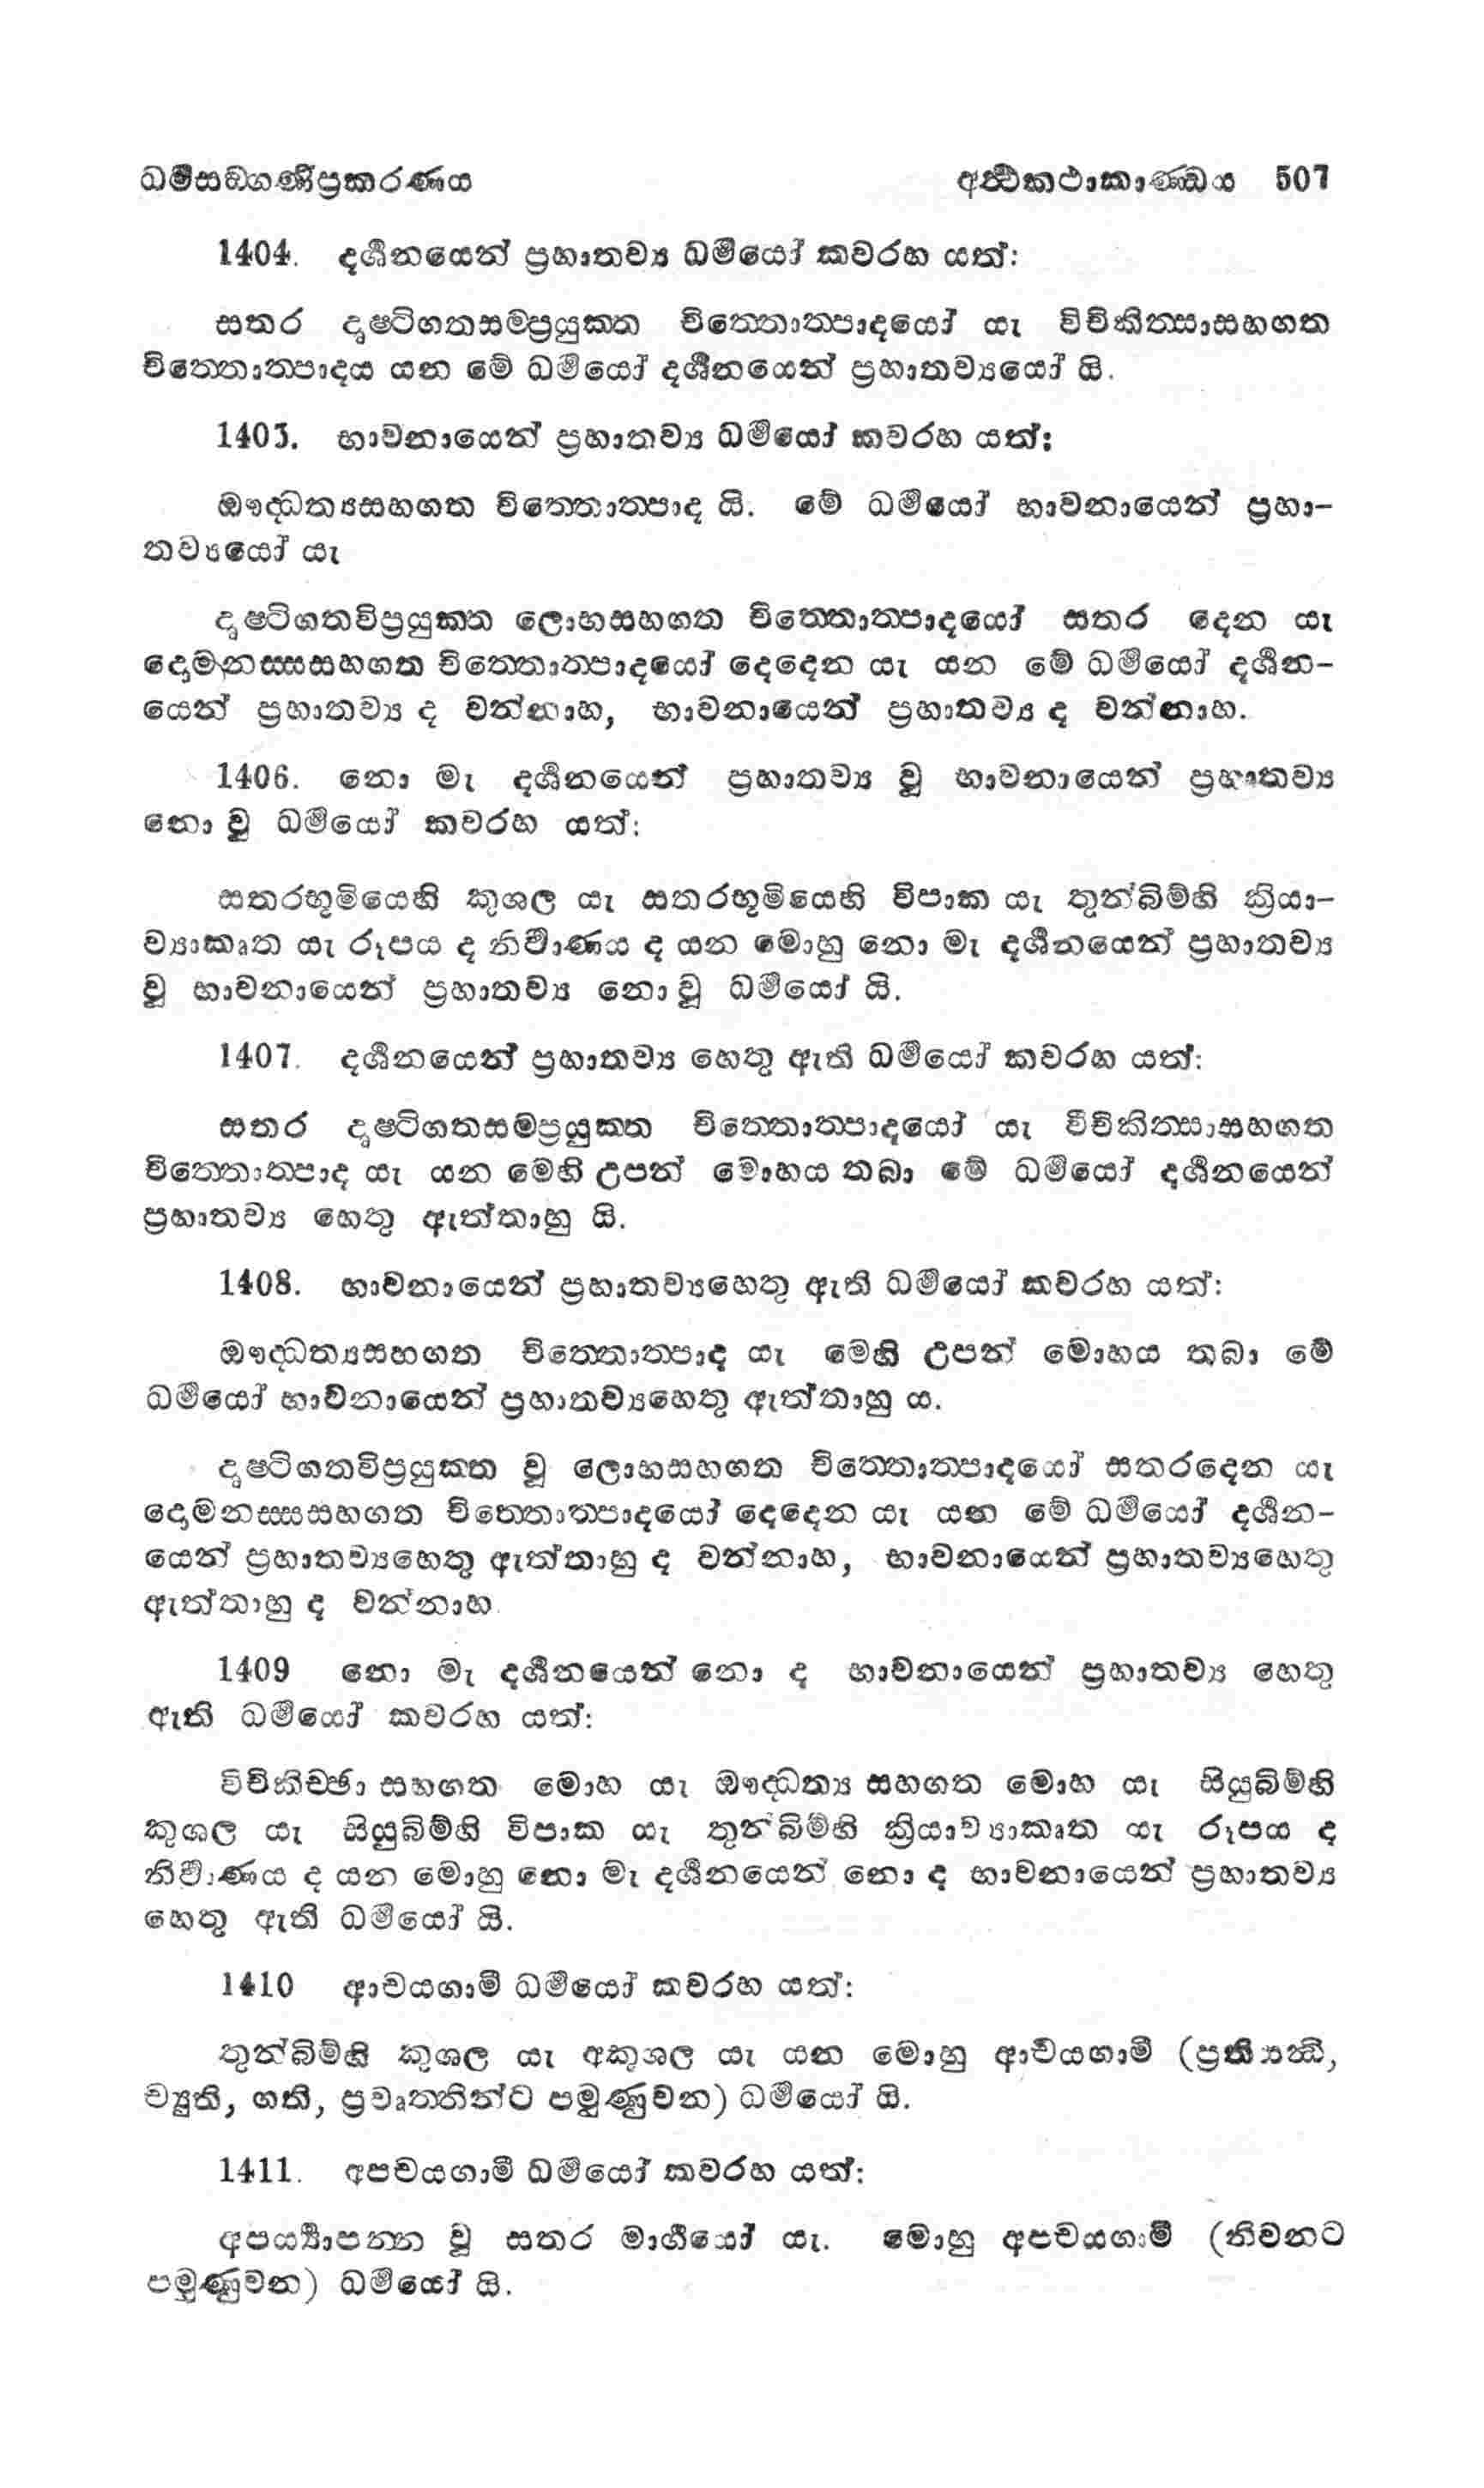 ධර්මසඞ්ගණීප්‍රකරණය අර්ථකථාකාණ්ඩය 507
1404. දර්ශනයෙන් ප්‍රහාතව්‍ය ධර්මයෝ කවරහ යත්:
සතර දෘෂ්ටිගතසම්ප්‍රයුක්ත චිත්තොත්පාදයෝ යැ විචිකිත්සාසහගත
චිත්තොත්පාදය යන මේ ධර්මයෝ දර්ශනයෙන් ප්‍රහාතව්‍යයෝ යි.
1405. භාවනායෙන් ප්‍රහාතව්‍ය ධර්මයෝ කවරහ යත්:
ඖද්ධත්‍යසහගත චිත්තොත්පාද යි. මේ ධර්මයෝ භාවනායෙන් ප්‍රහා-
තව්‍යයෝ යැ
දෘෂ්ටිගතවිප්‍රයුක්ත ලොභසහගත චිත්තොත්පාදයෝ සතර දෙන යැ
දොමනස්සසහගත චිත්තොත්පාදයෝ දෙදෙන යැ යන මේ ධර්මයෝ දර්ශන-
යෙන් ප්‍රහාතව්‍ය ද වන්නාහ, භාවනායෙන් ප්‍රහාතව්‍ය ද වන්නාහ.
1406. නො මැ දර්ශනයෙන් ප්‍රහාතව්‍ය වූ භාවනායෙන් ප්‍රහාතව්‍ය
නො වූ ධර්මයෝ කවරහ යත්:
සතරභූමියෙහි කුශල යැ සතරභූමියෙහි විපාක යැ තුන්බිම්හි ක්‍රියා-
ව්‍යාකෘත යැ රූපය ද නිර්වාණය ද යන මොහු නො මැ දර්ශනයෙන් ප්‍රහාතව්‍ය
වූ භාවනායෙන් ප්‍රහාතව්‍ය නො වූ ධර්මයෝ යි.
1407. දර්ශනයෙන් ප්‍රහාතව්‍ය හෙතු ඇති ධර්මයෝ කවරහ යත්:
සතර දෘෂ්ටිගතසම්ප්‍රයුක්ත චිත්තොත්පාදයෝ යැ විචිකිත්සාසහගත
චිත්තොත්පාද යැ යන මෙහි උපන් මොහය තබා මේ ධර්මයෝ දර්ශනයෙන්
ප්‍රහාතව්‍ය හෙතු ඇත්තාහු යි.
1408. භාවනායෙන් ප්‍රහාතව්‍යහෙතු ඇති ධර්මයෝ කවරහ යත්:
ඖද්ධත්‍යසහගත චිත්තොත්පාද යැ මෙහි උපන් මොහය තබා මේ
ධර්මයෝ භාවනායෙන් ප්‍රහාතව්‍යහෙතු ඇත්තාහු ය.
දෘෂ්ටිගතවිප්‍රයුක්ත වූ ලොභසහගත චිත්තොත්පාදයෝ සතරදෙන යැ
දොමනස්සසහගත චිත්තොත්පාදයෝ දෙදෙන යැ යන මේ ධර්මයෝ දර්ශන-
යෙන් ප්‍රහාතව්‍යහෙතු ඇත්තාහු ද වන්නාහ, භාවනායෙන් ප්‍රහාතව්‍යහෙතු
ඇත්තාහු ද වන්නාහ.
1409 නො මැ දර්ශනයෙන් නො ද භාවනායෙන් ප්‍රහාතව්‍ය හෙතු
ඇති ධර්මයෝ කවරහ යත්:
විචිකිච්ඡා සහගත මොහ යැ ඖද්ධත්‍ය සහගත මොහ යැ සියුබිම්හි
කුශල යැ සියුබිම්හි විපාක යැ තුන්බිම්හි ක්‍රියාව්‍යාකෘත යැ රූපය ද
නිර්වාණය ද යන මොහු නො මැ දර්ශනයෙන් නො ද භාවනායෙන් ප්‍රහාතව්‍ය
හෙතු ඇති ධර්මයෝ යි.
1410 ආචයගාමී ධර්මයෝ කවරහ යත්:
තුන්බිම්හි කුශල යැ අකුශල යැ යන මොහු ආචයගාමී (ප්‍රතිසන්ධි,
ච්‍යුති, ගති, ප්‍රවෘත්තීන්ට පමුණුවන) ධර්මයෝ යි.
1411. අපචයගාමී ධර්මයෝ කවරහ යත්:
අපර්යාපන්න වූ සතර මාර්ගයෝ යැ. මොහු අපචයගාමී (නිවනට
පමුණුවන) ධර්මයෝ යි.